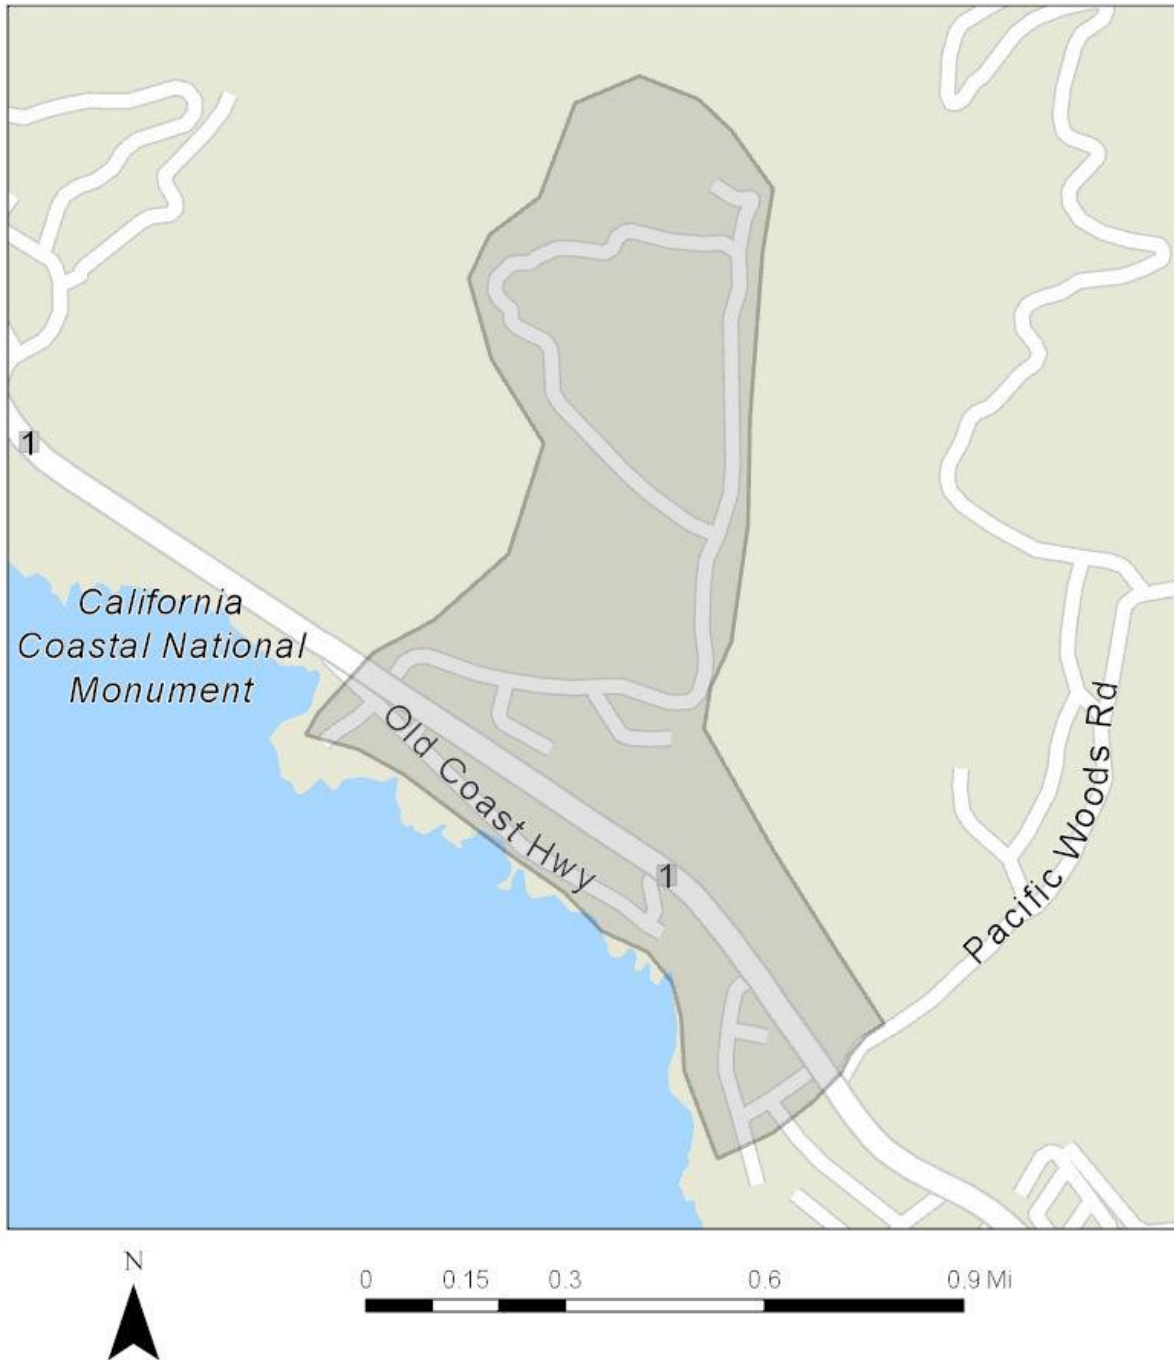 1
California
Coastal National
Monument
Old Coast Hwy
1
Pacific Woods Rd
N
0 0.15 0.3 0.6 0.9 Mi